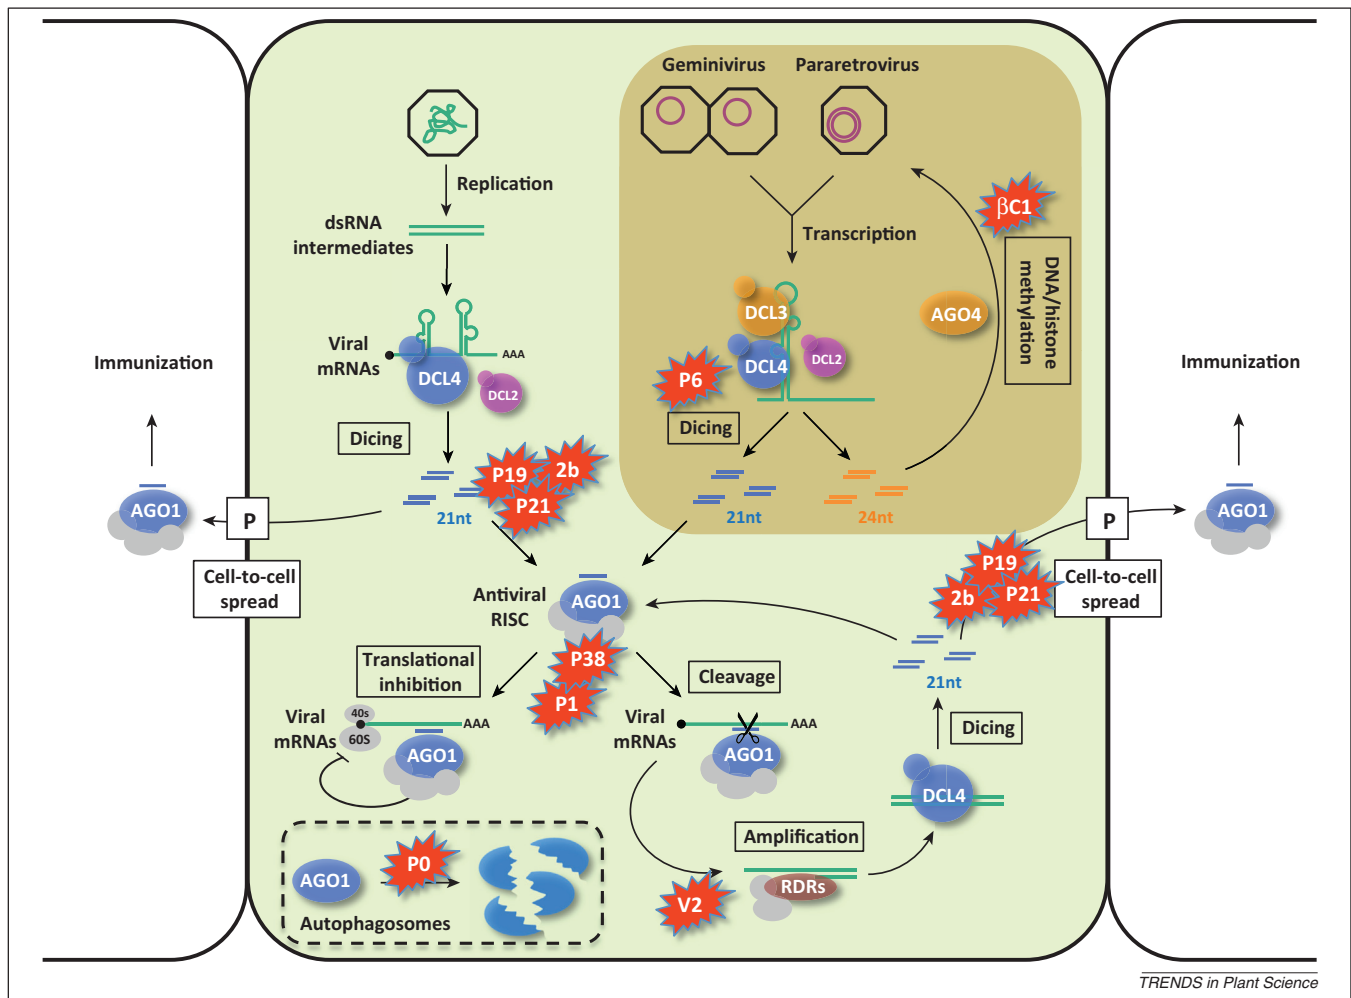 Geminivirus
Pararetrovirus
Replication
dsRNA
intermediates
Transcription
βC1
DNA/histone
methylation
AGO4
DCL3
DCL4
DCL2
P6
Viral
mRNAs
AAA
DCL4
DCL2
Dicing
Dicing
Immunization
Immunization
P19
2b
P21
21nt
21nt
24nt
AGO1
P
Cell-to-cell
spread
P
AGO1
Cell-to-cell
spread
P19
2b
P21
Antiviral
RISC
AGO1
P38
P1
21nt
Translational
inhibition
Cleavage
Viral
mRNAs
40s
60S
AAA
AGO1
Viral
mRNAs
AAA
AGO1
Dicing
DCL4
Amplification
RDRs
V2
AGO1
P0
Autophagosomes
TRENDS in Plant Science